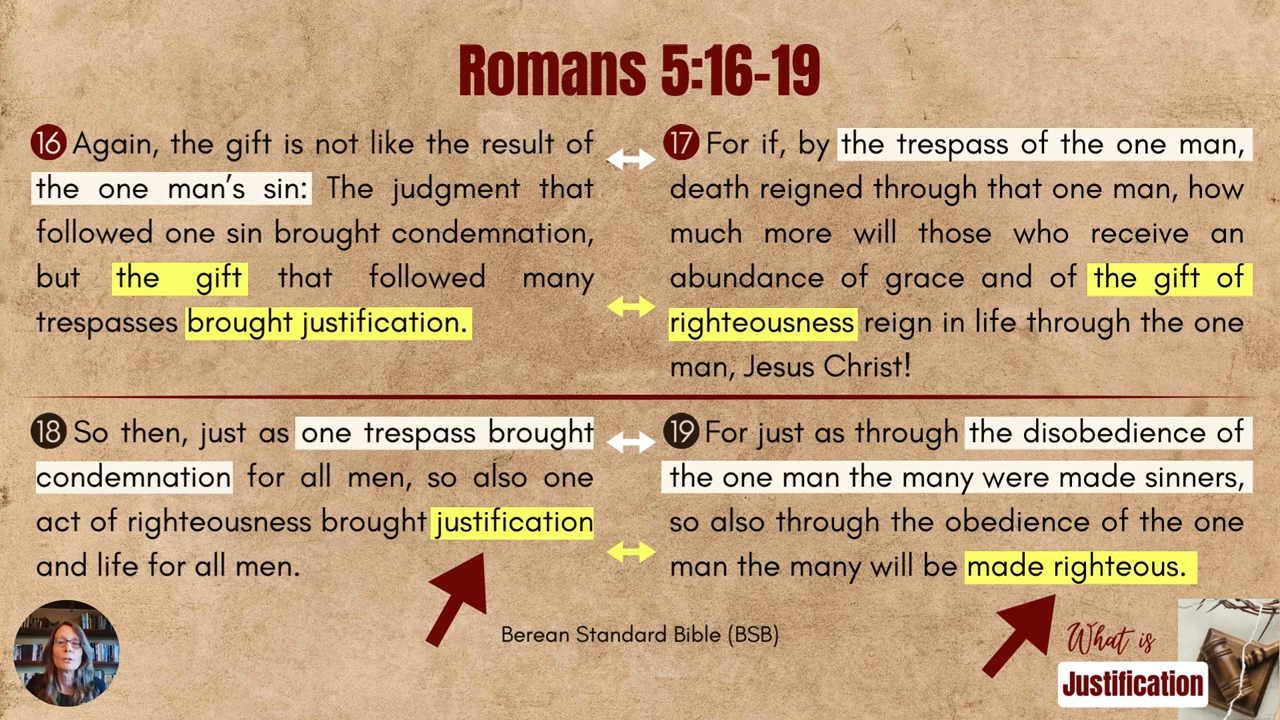 Romans 5:16-19
16 Again, the gift is not like the result of
the one man's sin: The judgment that
followed one sin brought condemnation,
but the gift that followed many
trespasses brought justification.
17 For if, by the trespass of the one man,
death reigned through that one man, how
much more will those who receive an
abundance of grace and of the gift of
righteousness reign in life through the one
man, Jesus Christ!
18 So then, just as one trespass brought
condemnation for all men, so also one
act of righteousness brought justification
and life for all men.
19 For just as through the disobedience of
the one man the many were made sinners,
so also through the obedience of the one
man the many will be made righteous.
Berean Standard Bible (BSB)
What is
Justification